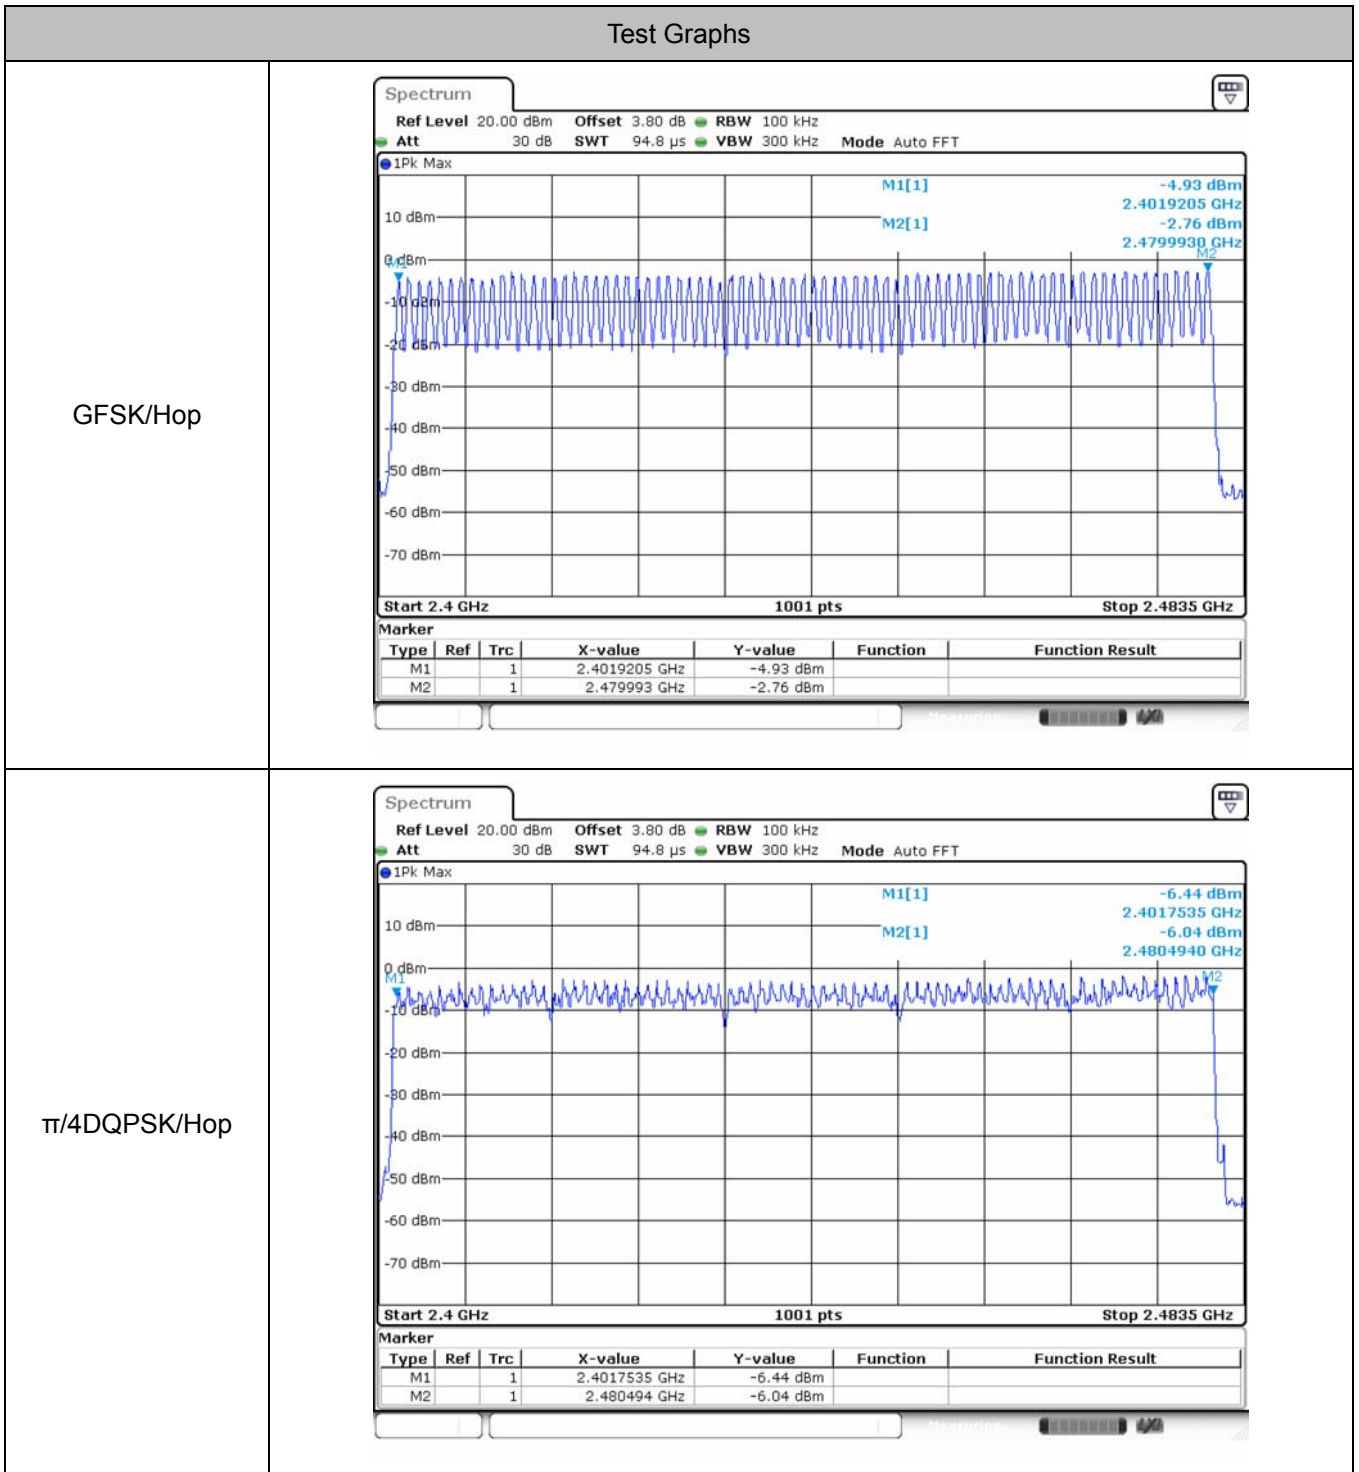 Test Graphs
GFSK/Hop
Spectrum
Ref Level 20.00 dBm Offset 3.80 dB RBW 100 kHz
Att 30 dB SWT 94.8 µs VBW 300 kHz Mode Auto FFT
1Pk Max
M1[1] -4.93 dBm
2.4019205 GHz
10 dBm
M2[1] -2.76 dBm
2.4799930 GHz
0 dBm
M1
M2
-10 dBm
-20 dBm
-30 dBm
-40 dBm
-50 dBm
-60 dBm
-70 dBm
Start 2.4 GHz 1001 pts Stop 2.4835 GHz
Marker
Type Ref Trc X-value Y-value Function Function Result
M1 1 2.4019205 GHz -4.93 dBm
M2 1 2.479993 GHz -2.76 dBm
Measuring
LXI
π/4DQPSK/Hop
Spectrum
Ref Level 20.00 dBm Offset 3.80 dB RBW 100 kHz
Att 30 dB SWT 94.8 µs VBW 300 kHz Mode Auto FFT
1Pk Max
M1[1] -6.44 dBm
2.4017535 GHz
10 dBm
M2[1] -6.04 dBm
2.4804940 GHz
0 dBm
M1
M2
-10 dBm
-20 dBm
-30 dBm
-40 dBm
-50 dBm
-60 dBm
-70 dBm
Start 2.4 GHz 1001 pts Stop 2.4835 GHz
Marker
Type Ref Trc X-value Y-value Function Function Result
M1 1 2.4017535 GHz -6.44 dBm
M2 1 2.480494 GHz -6.04 dBm
Measuring
LXI